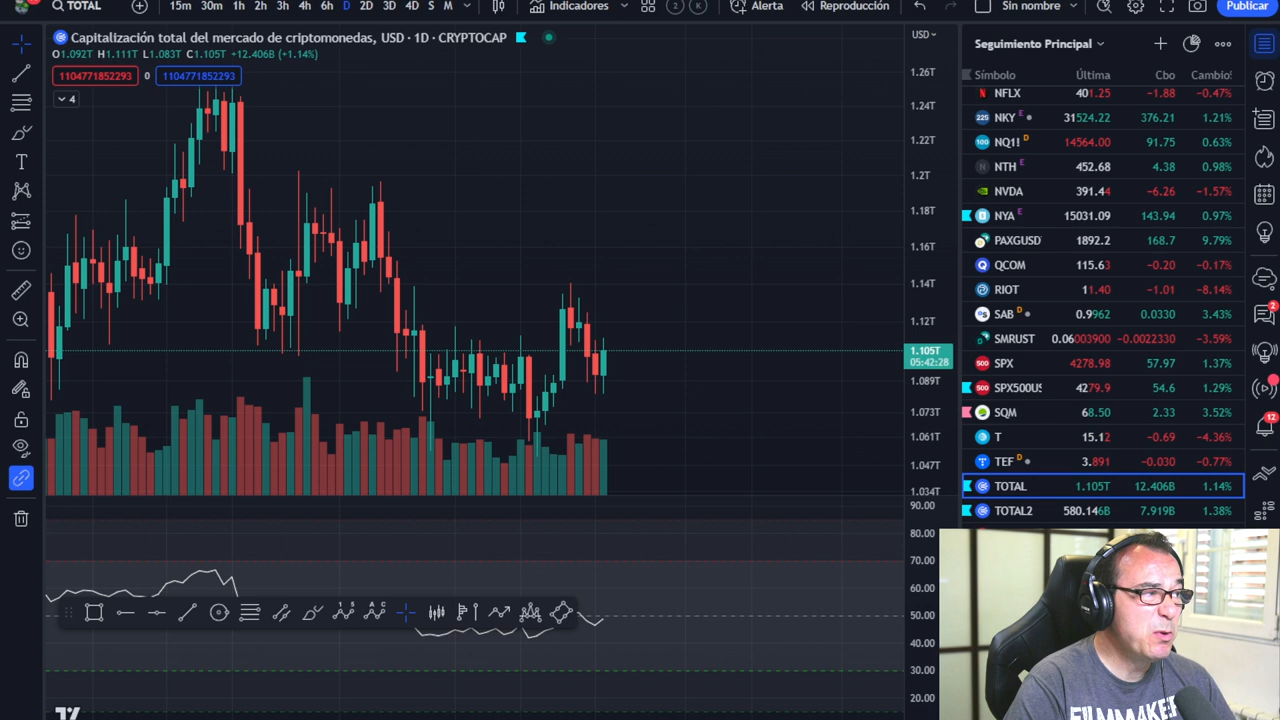 TOTAL 15m 30m 1h 2h 3h 4h 6h D 2D 3D 4D S M Indicadores 2 K Alerta Reproducción Sin nombre Publicar
Capitalización total del mercado de criptomonedas, USD · 1D · CRYPTOCAP
O1.092T H1.111T L1.083T C1.105T +12.406B (+1.14%)
1104771852293 0 1104771852293
4
USD
1.26T
1.24T
1.22T
1.2T
1.18T
1.16T
1.14T
1.12T
1.105T
05:42:28
1.089T
1.073T
1.061T
1.047T
1.034T
90.00
80.00
70.00
60.00
50.00
40.00
30.00
20.00
Seguimiento Principal
Símbolo Última Cbo Cambio
NFLX 401.25 −1.88 −0.47%
225 NKY E 31524.22 376.21 1.21%
100 NQ1! D 14564.00 91.75 0.63%
N NTH E 452.68 4.38 0.98%
NVDA 391.44 −6.26 −1.57%
NYA E 15031.09 143.94 0.97%
PAXGUSD 1892.2 168.7 9.79%
QCOM 115.63 −0.20 −0.17%
RIOT 11.40 −1.01 −8.14%
SAB D 0.9962 0.0330 3.43%
SMRUST 0.06003900 −0.0022330 −3.59%
500 SPX 4278.98 57.97 1.37%
500 SPX500US 4279.9 54.6 1.29%
SQM 68.50 2.33 3.52%
T 15.12 −0.69 −4.36%
TEF D 3.891 −0.030 −0.77%
TOTAL 1.105T 12.406B 1.14%
TOTAL2 580.146B 7.919B 1.38%
2
12
FILMMAKER